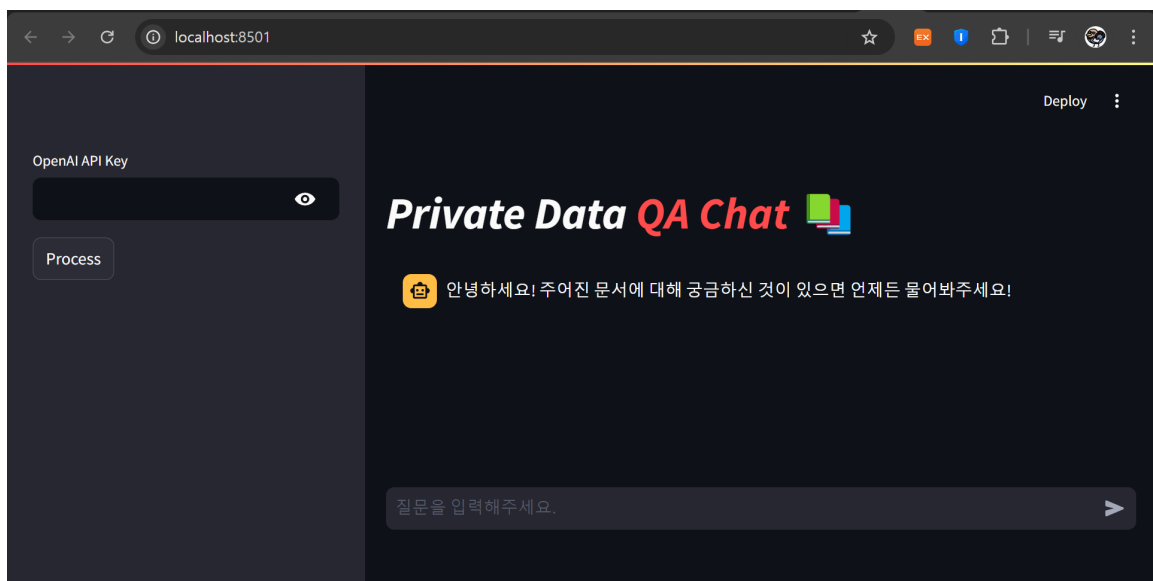 localhost:8501
EX
Deploy
OpenAI API Key
Process
Private Data QA Chat
안녕하세요! 주어진 문서에 대해 궁금하신 것이 있으면 언제든 물어봐주세요!
질문을 입력해주세요.